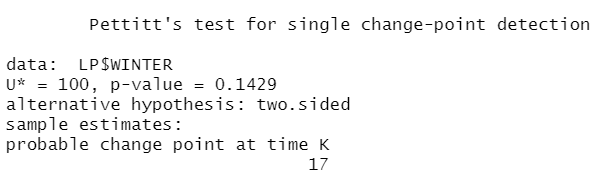 Pettitt's test for single change-point detection
data: LP$WINTER
U* = 100, p-value = 0.1429
alternative hypothesis: two.sided
sample estimates:
probable change point at time K
17